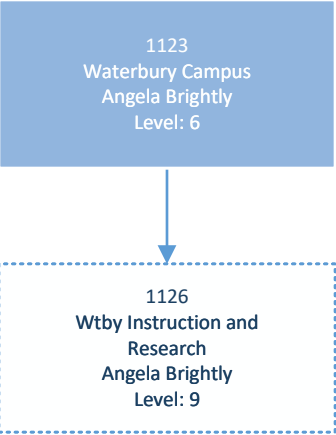 1123
Waterbury Campus
Angela Brightly
Level: 6
1126
Wtby Instruction and
Research
Angela Brightly
Level: 9